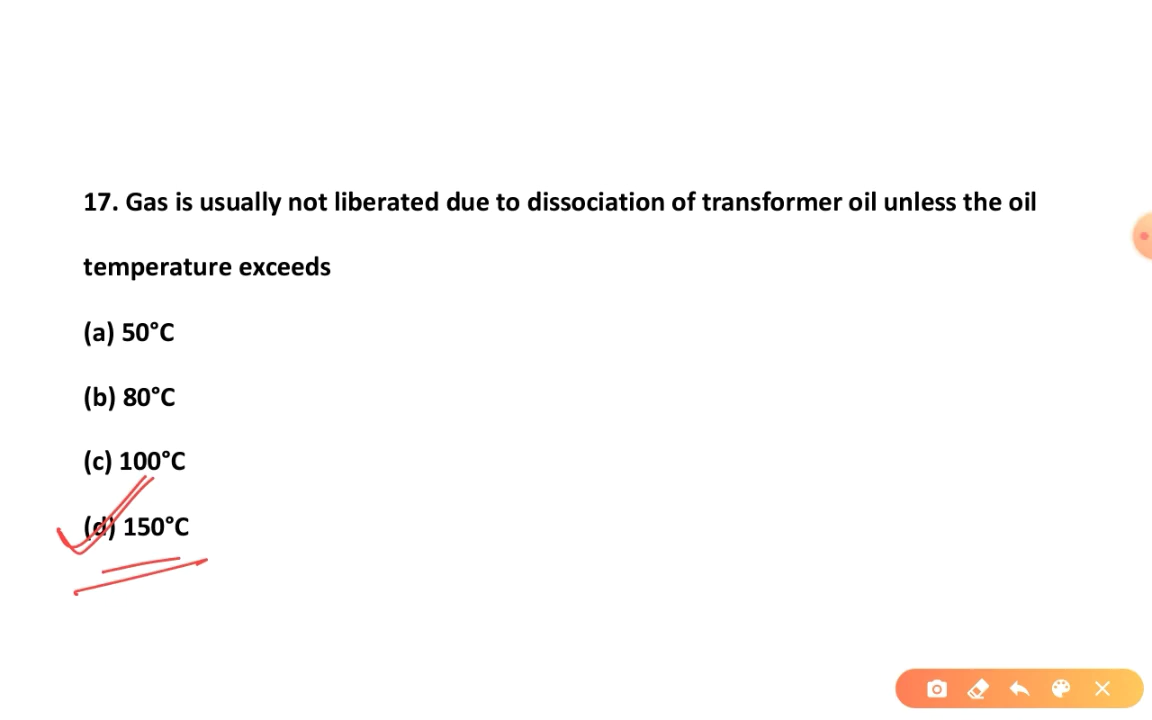 17. Gas is usually not liberated due to dissociation of transformer oil unless the oil
temperature exceeds
(a) 50°C
(b) 80°C
(c) 100°C
(d) 150°C